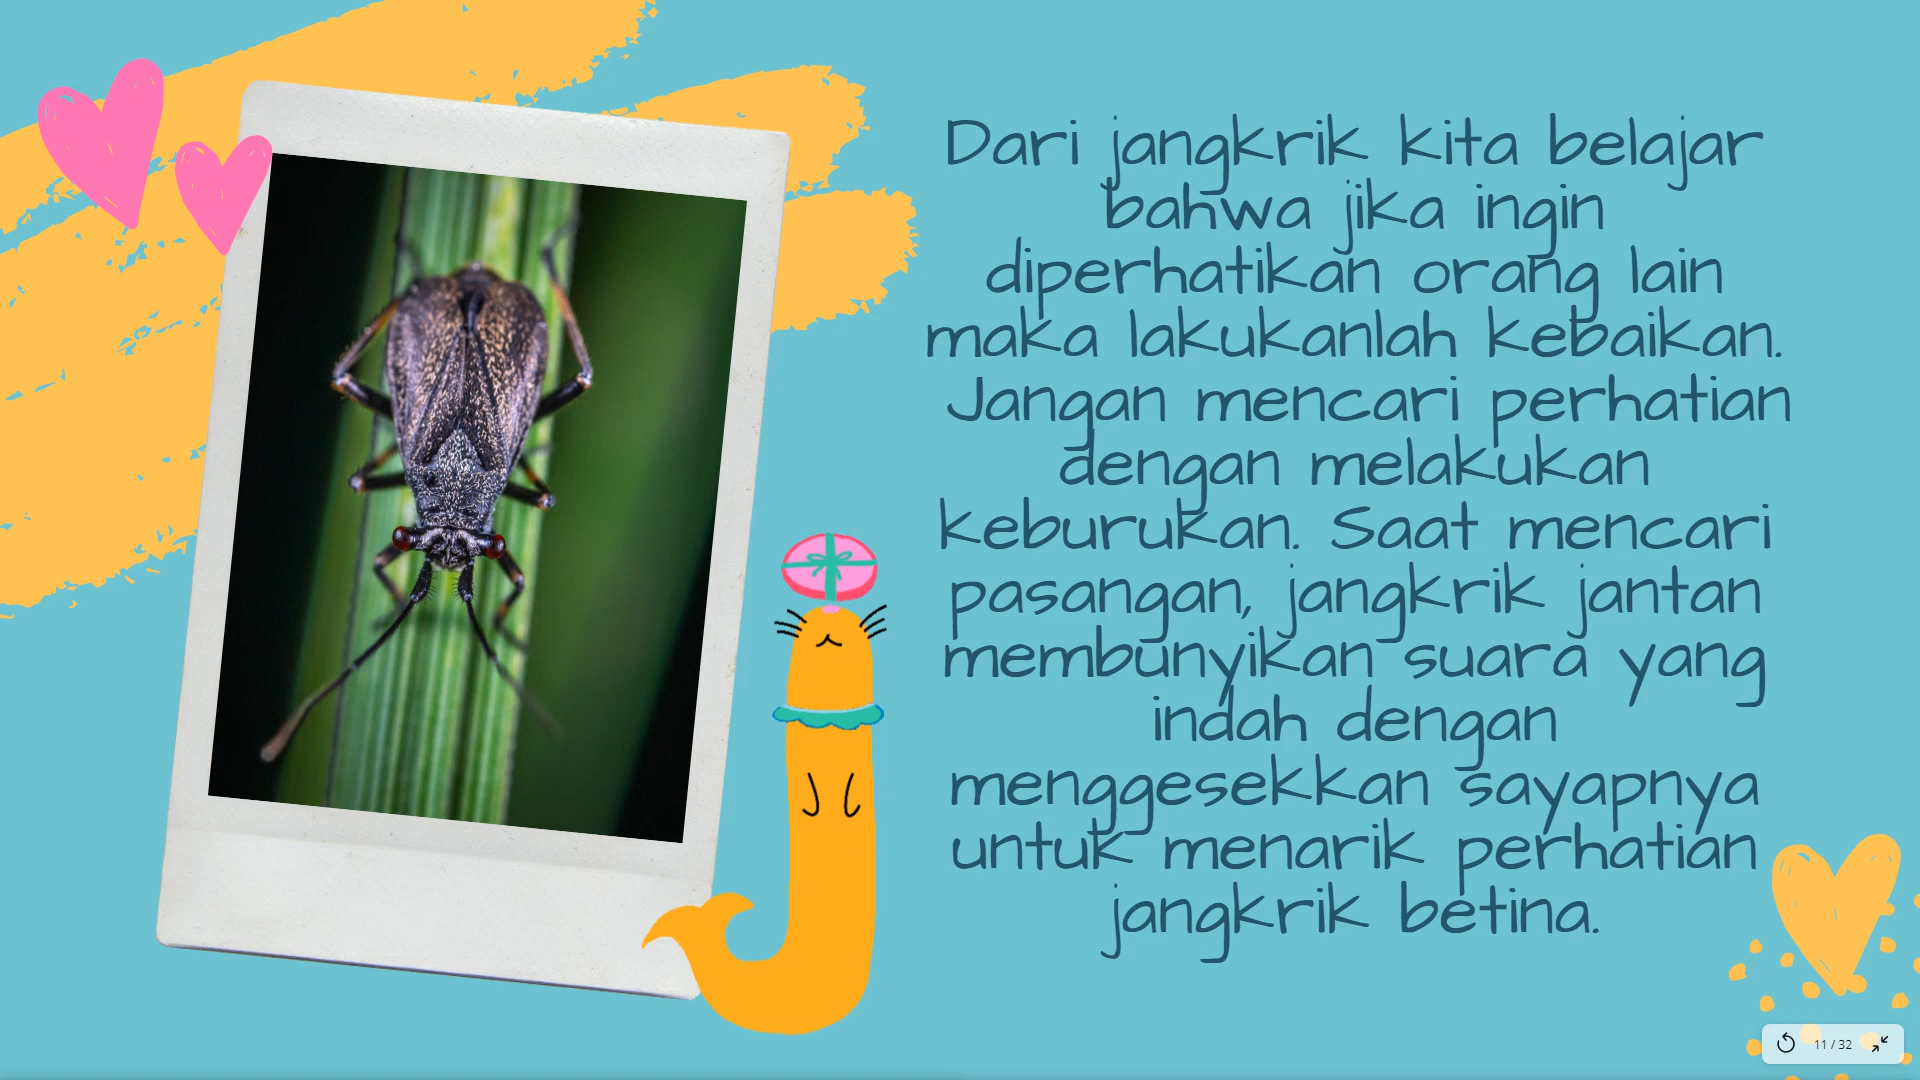 Dari jangkrik kita belajar
bahwa jika ingin
diperhatikan orang lain
maka lakukanlah kebaikan.
Jangan mencari perhatian
dengan melakukan
keburukan. Saat mencari
pasangan, jangkrik jantan
membunyikan suara yang
indah dengan
menggesekkan sayapnya
untuk menarik perhatian
jangkrik betina.
11 / 32